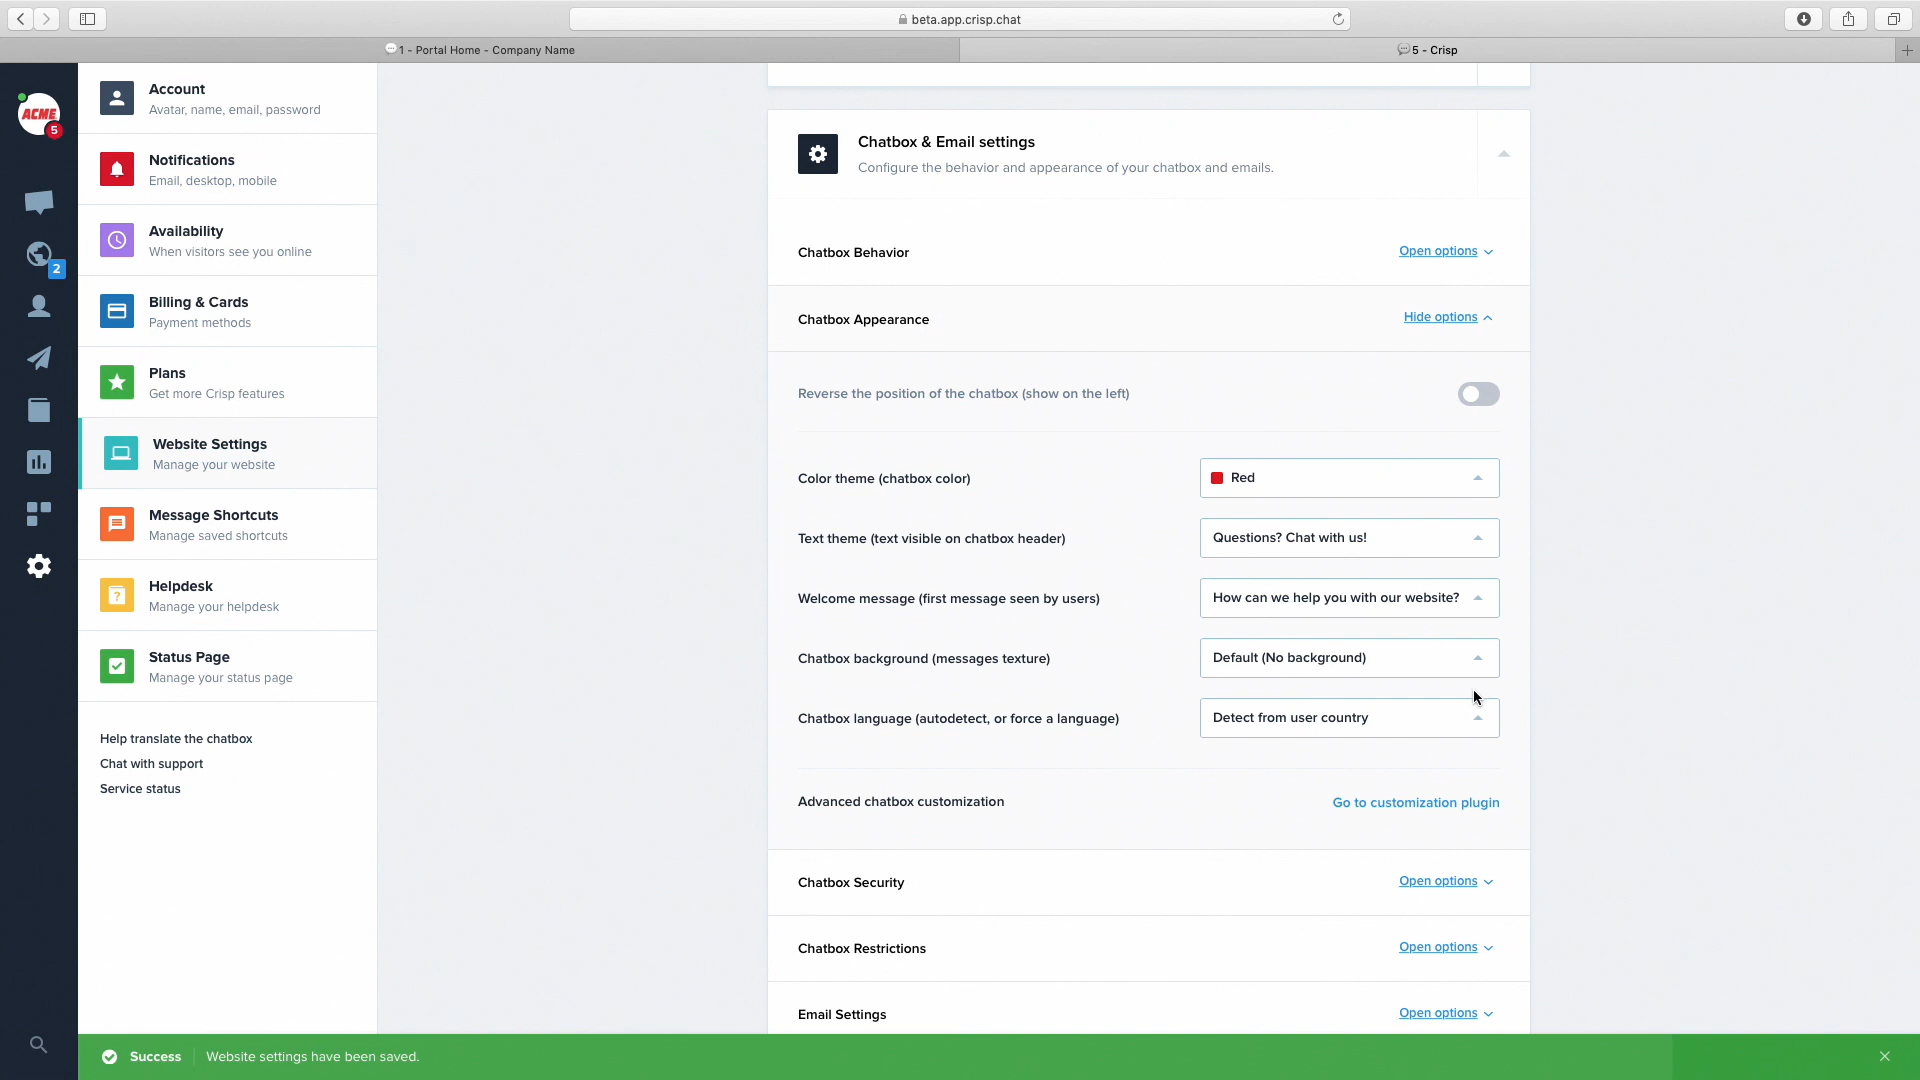 beta.app.crisp.chat
1 - Portal Home - Company Name
5 - Crisp
ACME
5
2
Account
Avatar, name, email, password
Notifications
Email, desktop, mobile
Availability
When visitors see you online
Billing & Cards
Payment methods
Plans
Get more Crisp features
Website Settings
Manage your website
Message Shortcuts
Manage saved shortcuts
Helpdesk
Manage your helpdesk
Status Page
Manage your status page
Help translate the chatbox
Chat with support
Service status
Chatbox & Email settings
Configure the behavior and appearance of your chatbox and emails.
Chatbox Behavior
Open options
Chatbox Appearance
Hide options
Reverse the position of the chatbox (show on the left)
Color theme (chatbox color)
Red
Text theme (text visible on chatbox header)
Questions? Chat with us!
Welcome message (first message seen by users)
How can we help you with our website?
Chatbox background (messages texture)
Default (No background)
Chatbox language (autodetect, or force a language)
Detect from user country
Advanced chatbox customization
Go to customization plugin
Chatbox Security
Open options
Chatbox Restrictions
Open options
Email Settings
Open options
Success
Website settings have been saved.